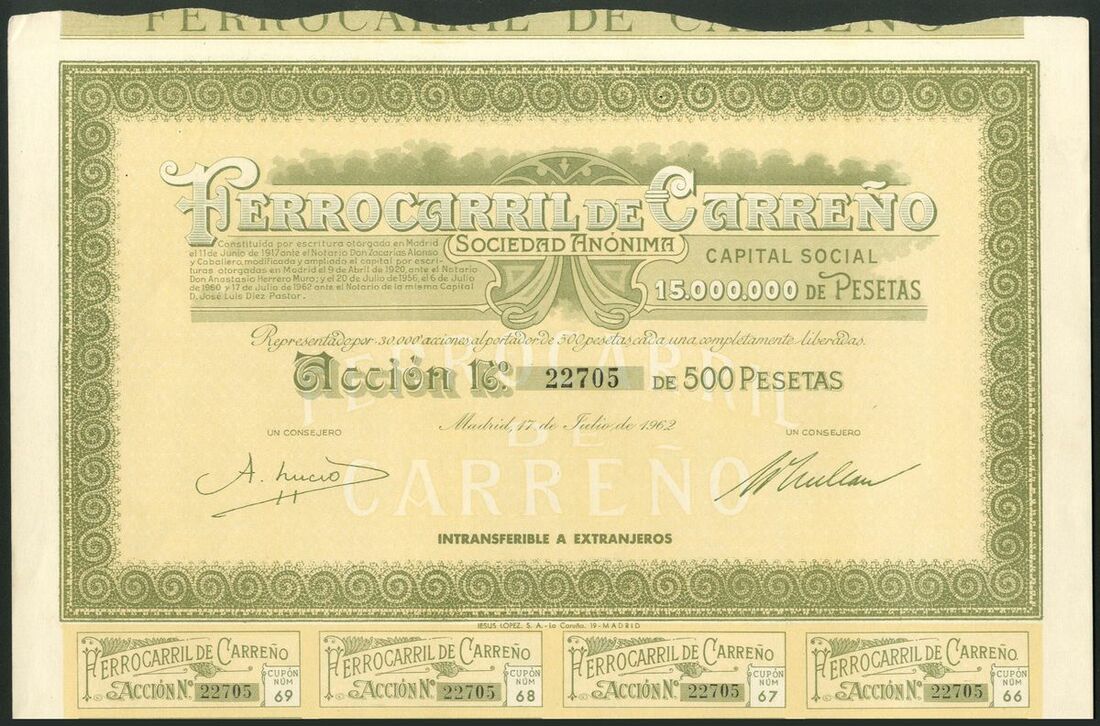 FERROCARRIL DE CARREÑO
FERROCARRIL DE CARREÑO
SOCIEDAD ANÓNIMA
Constituida por escritura otorgada en Madrid
el 11 de Junio de 1917 ante el Notario Don Zacarías Alonso
y Caballero, modificada y ampliado el capital por escri-
turas otorgadas en Madrid el 9 de Abril de 1920, ante el Notario
Don Anastasio Herrero Muro; y el 20 de Julio de 1956, el 6 de Julio
de 1960 y 17 de Julio de 1962 ante el Notario de la misma Capital
D. José Luis Díez Pastor.
CAPITAL SOCIAL
15.000.000 DE PESETAS
Representado por 30.000 acciones al portador de 500 pesetas cada una completamente liberadas.
Acción N.º 22705 DE 500 PESETAS
FERROCARRIL
DE
CARREÑO
Madrid, 17 de Julio de 1962
UN CONSEJERO
UN CONSEJERO
A. Lucio
INTRANSFERIBLE A EXTRANJEROS
JESUS LOPEZ, S. A.-La Coruña, 19-MADRID
FERROCARRIL DE CARREÑO
ACCIÓN Nº 22705
CUPÓN
NÚM
69
FERROCARRIL DE CARREÑO
ACCIÓN Nº 22705
CUPÓN
NÚM
68
FERROCARRIL DE CARREÑO
ACCIÓN Nº 22705
CUPÓN
NÚM
67
FERROCARRIL DE CARREÑO.
ACCIÓN Nº 22705
CUPÓN
NÚM
66